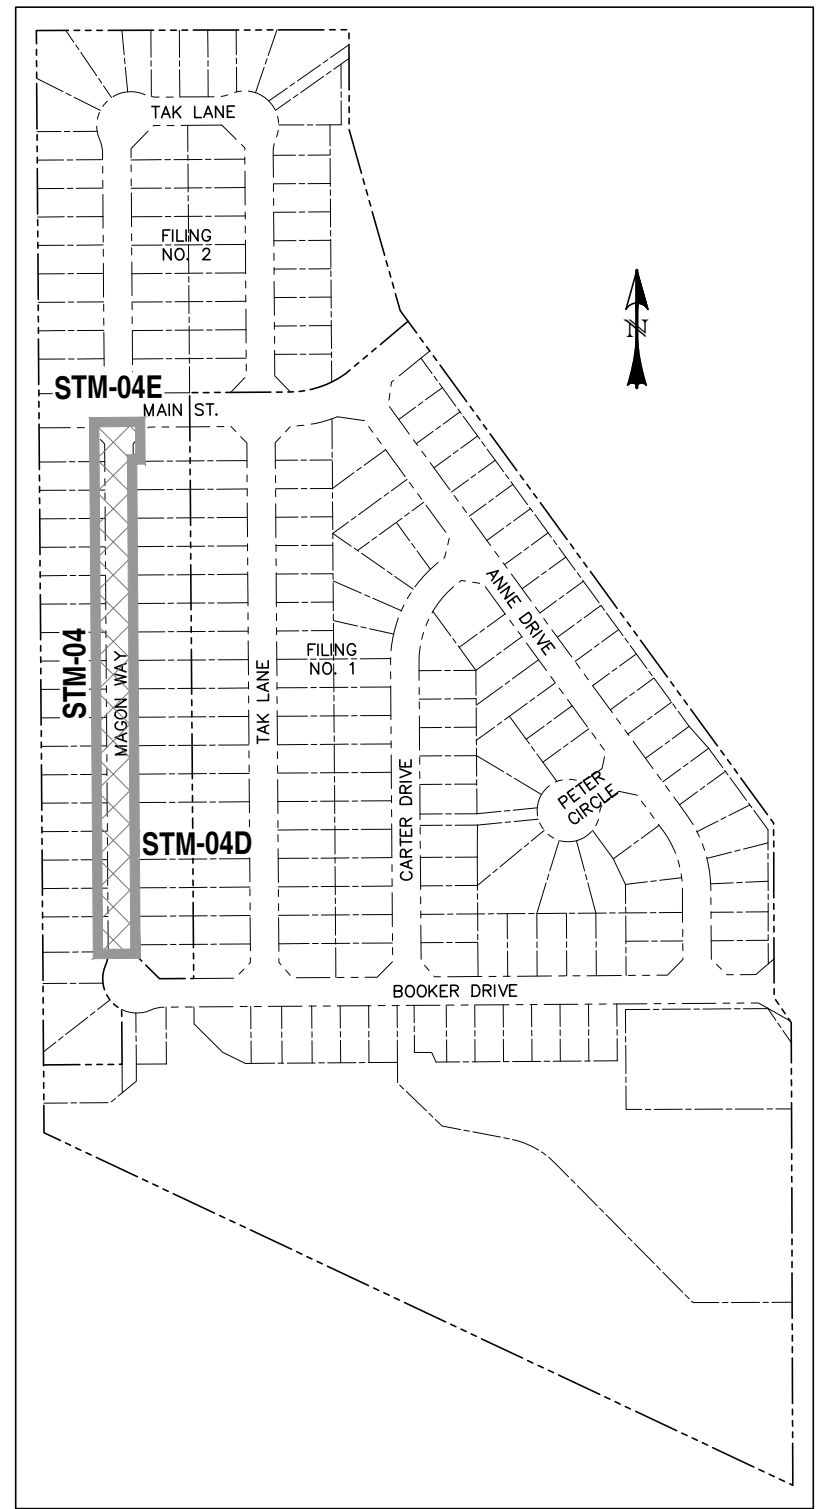 TAK LANE
FILING
NO. 2
N
STM-04E
MAIN ST.
ANNE DRIVE
STM-04
MAGON WAY
TAK LANE
FILING
NO. 1
CARTER DRIVE
PETER
CIRCLE
STM-04D
BOOKER DRIVE